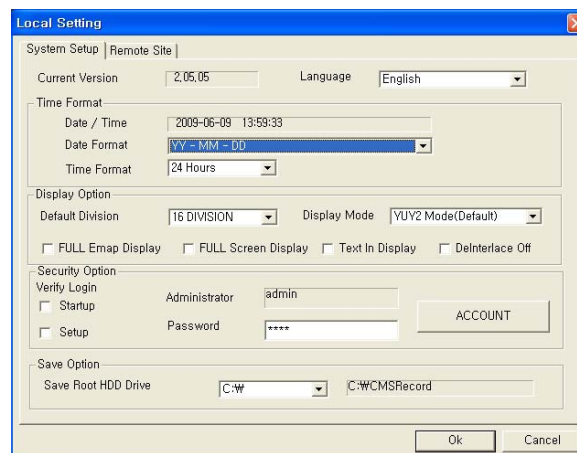 Local Setting
System Setup Remote Site
Current Version 2,05,05 Language English
Time Format
Date / Time 2009-06-09 13:59:33
Date Format YY - MM - DD
Time Format 24 Hours
Display Option
Default Division 16 DIVISION Display Mode YUY2 Mode(Default)
FULL Emap Display FULL Screen Display Text In Display DeInterlace Off
Security Option
Verify Login
Startup Administrator admin
Setup Password **** ACCOUNT
Save Option
Save Root HDD Drive C:₩ C:₩CMSRecord
Ok Cancel